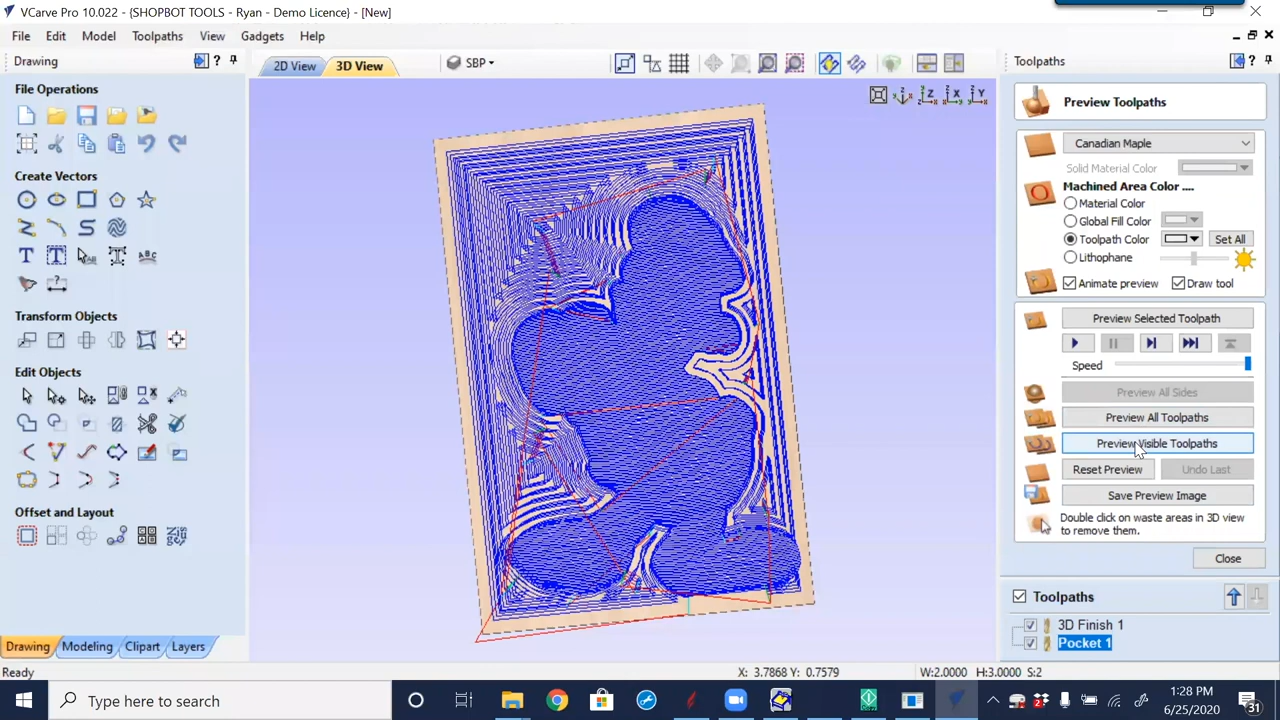 VCarve Pro 10.022 - {SHOPBOT TOOLS - Ryan - Demo Licence} - [New]
File Edit Model Toolpaths View Gadgets Help
Drawing
2D View
3D View
SBP
Toolpaths
File Operations
Create Vectors
Transform Objects
Edit Objects
Offset and Layout
Drawing Modeling Clipart Layers
Z X Y
Preview Toolpaths
Canadian Maple
Solid Material Color
Machined Area Color ....
Material Color
Global Fill Color
Toolpath Color
Set All
Lithophane
Animate preview
Draw tool
Preview Selected Toolpath
Speed
Preview All Sides
Preview All Toolpaths
Preview Visible Toolpaths
Reset Preview
Undo Last
Save Preview Image
Double click on waste areas in 3D view
to remove them.
Close
Toolpaths
3D Finish 1
Pocket 1
Ready
X: 3.7868 Y: 0.7579
W:2.0000 H:3.0000 S:2
Type here to search
1:28 PM
6/25/2020
31